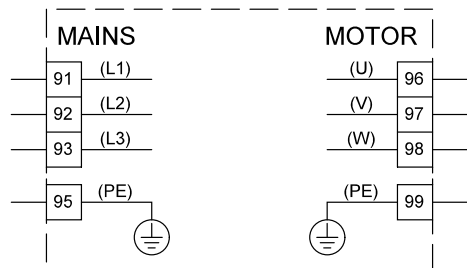 MAINS MOTOR
91 (L1) (U) 96
92 (L2) (V) 97
93 (L3) (W) 98
95 (PE) (PE) 99